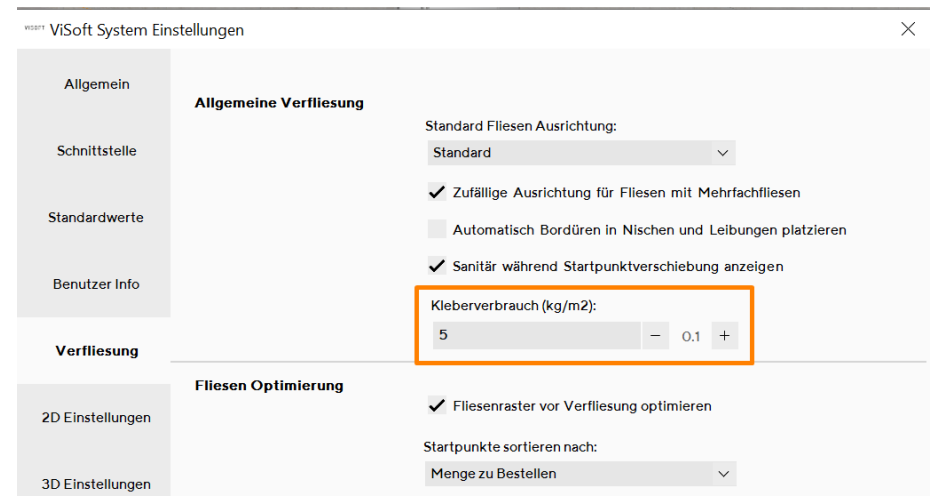 ViSOFT ViSoft System Einstellungen
Allgemein
Schnittstelle
Standardwerte
Benutzer Info
Verfliesung
2D Einstellungen
3D Einstellungen
Allgemeine Verfliesung
Standard Fliesen Ausrichtung:
Standard
Zufällige Ausrichtung für Fliesen mit Mehrfachfliesen
Automatisch Bordüren in Nischen und Leibungen platzieren
Sanitär während Startpunktverschiebung anzeigen
Kleberverbrauch (kg/m2):
5 − 0.1 +
Fliesen Optimierung
Fliesenraster vor Verfliesung optimieren
Startpunkte sortieren nach:
Menge zu Bestellen